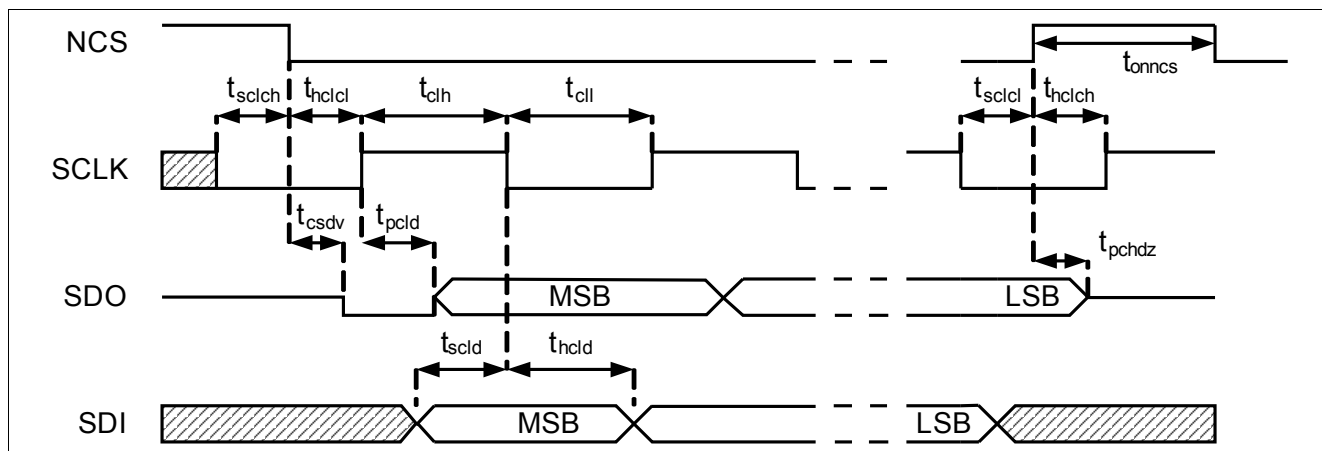 NCS
t_onncs
t_sclch t_hclcl t_clh t_cll t_sclcl t_hclch
SCLK
t_csdv t_pcld
t_pchdz
SDO MSB LSB
t_scld t_hcld
SDI MSB LSB